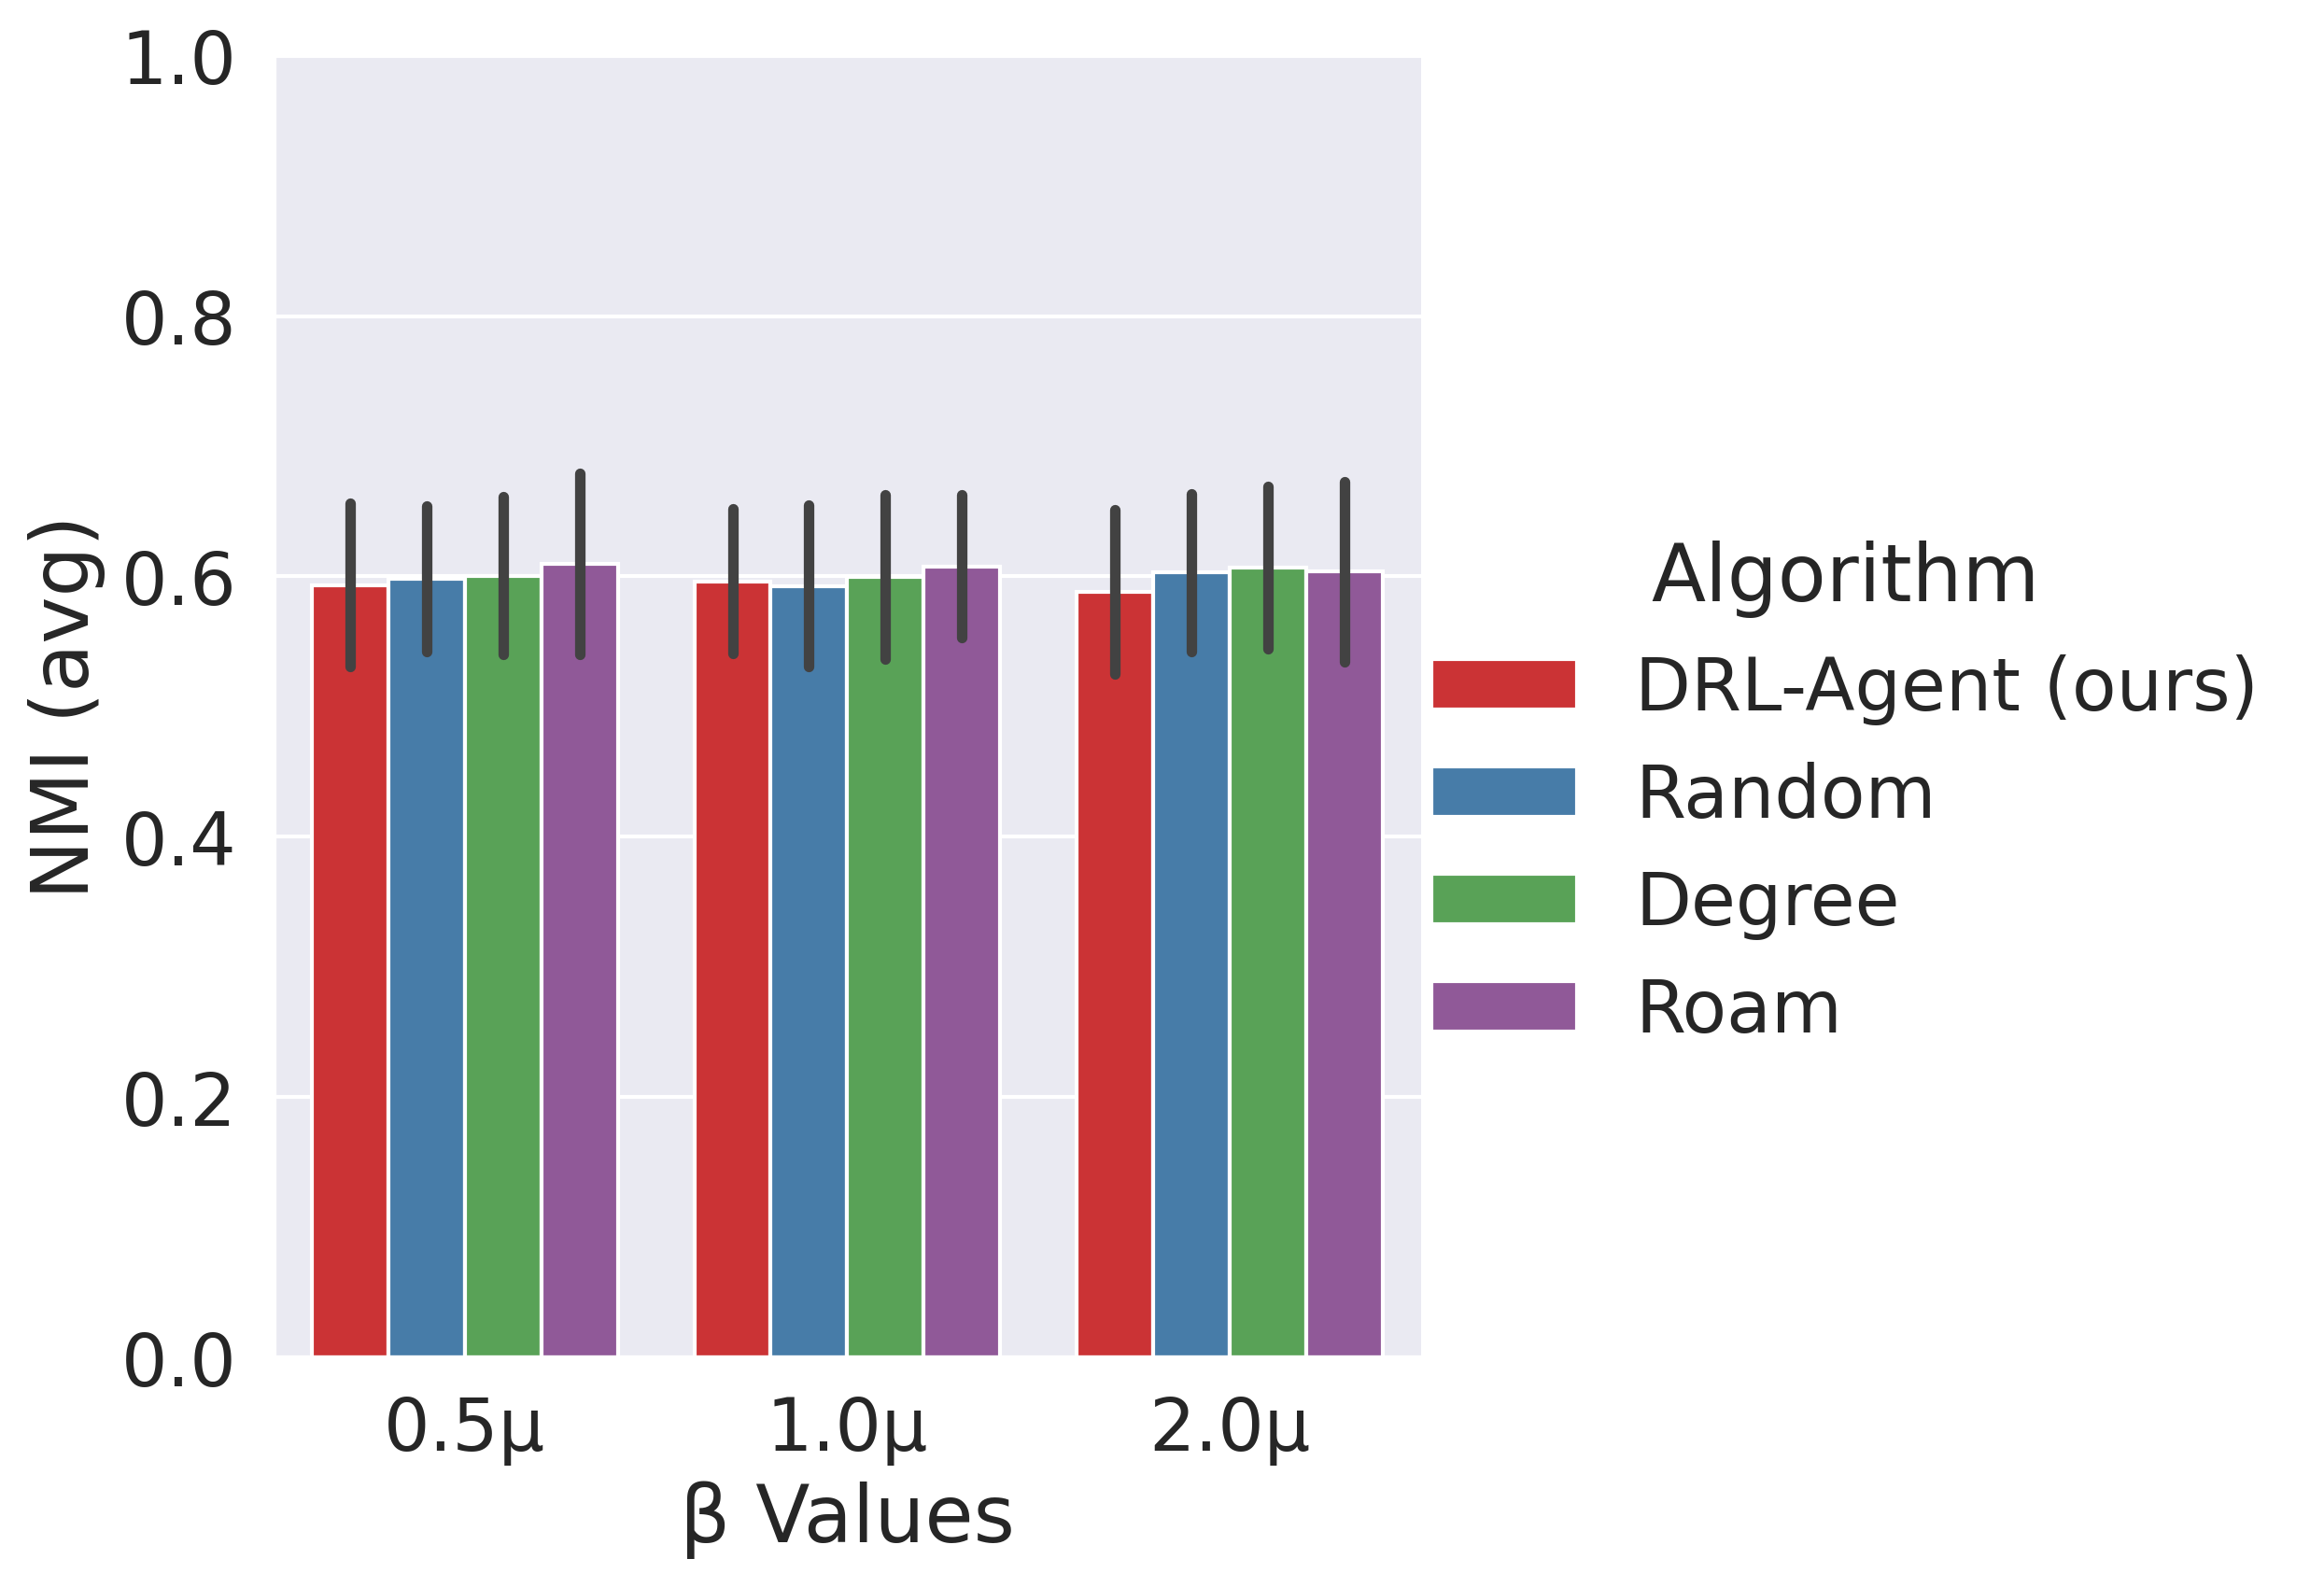 1.0
0.8
0.6
0.4
0.2
0.0
NMI (avg)
0.5μ 1.0μ 2.0μ
β Values
Algorithm
DRL-Agent (ours)
Random
Degree
Roam